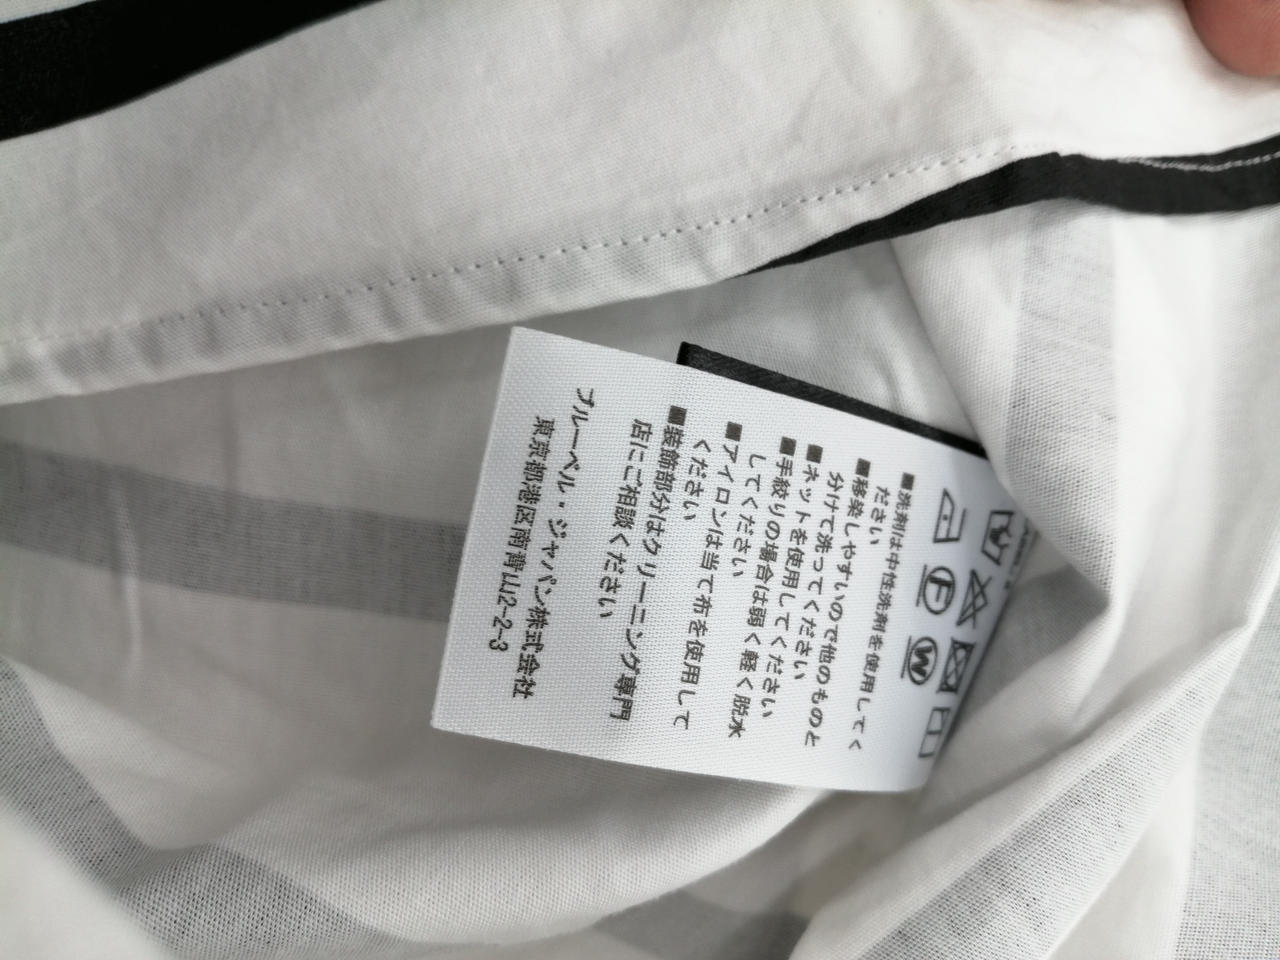 F W
■洗剤は中性洗剤を使用してく
ださい
■移染しやすいので他のものと
分けて洗ってください
■ネットを使用してください
■手絞りの場合は弱く軽く脱水
してください
■アイロンは当て布を使用して
ください
■装飾部分はクリーニング専門
店にご相談ください
ブルーベル・ジャパン株式会社
東京都港区南青山2-2-3